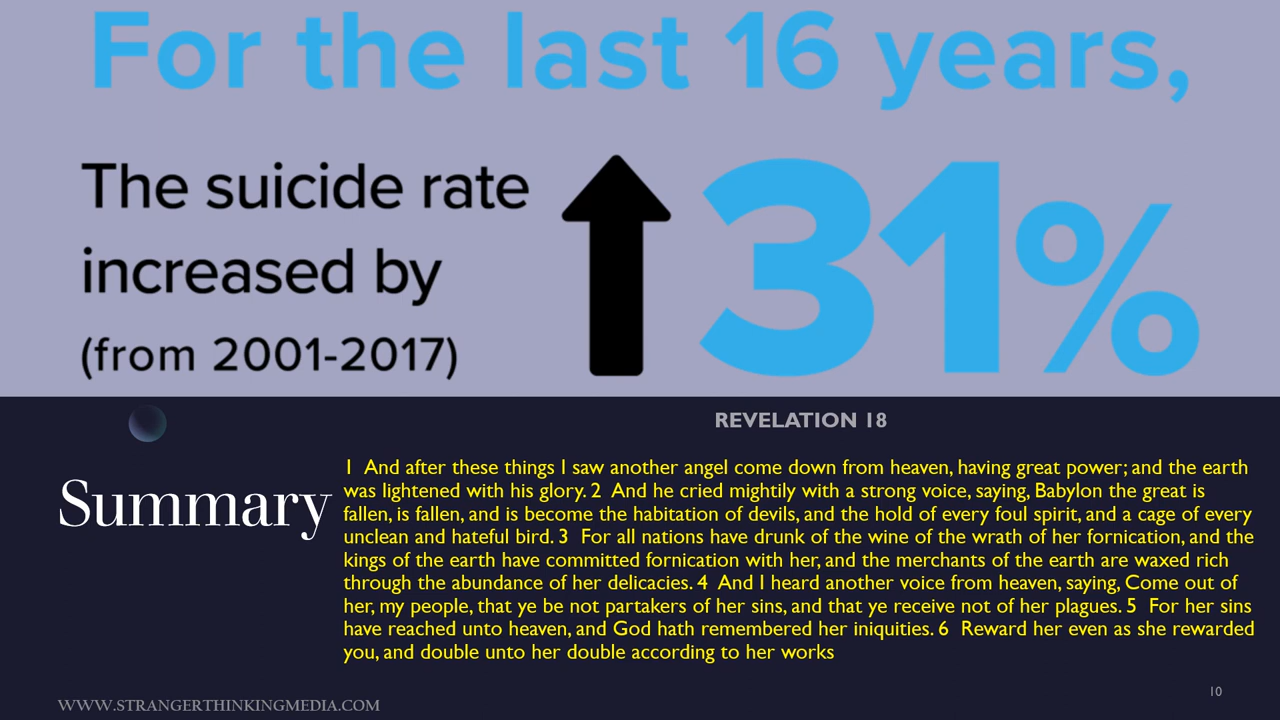 For the last 16 years,
The suicide rate
increased by
(from 2001-2017)
31%
REVELATION 18
Summary
1 And after these things I saw another angel come down from heaven, having great power; and the earth
was lightened with his glory. 2 And he cried mightily with a strong voice, saying, Babylon the great is
fallen, is fallen, and is become the habitation of devils, and the hold of every foul spirit, and a cage of every
unclean and hateful bird. 3 For all nations have drunk of the wine of the wrath of her fornication, and the
kings of the earth have committed fornication with her, and the merchants of the earth are waxed rich
through the abundance of her delicacies. 4 And I heard another voice from heaven, saying, Come out of
her, my people, that ye be not partakers of her sins, and that ye receive not of her plagues. 5 For her sins
have reached unto heaven, and God hath remembered her iniquities. 6 Reward her even as she rewarded
you, and double unto her double according to her works
WWW.STRANGERTHINKINGMEDIA.COM
10